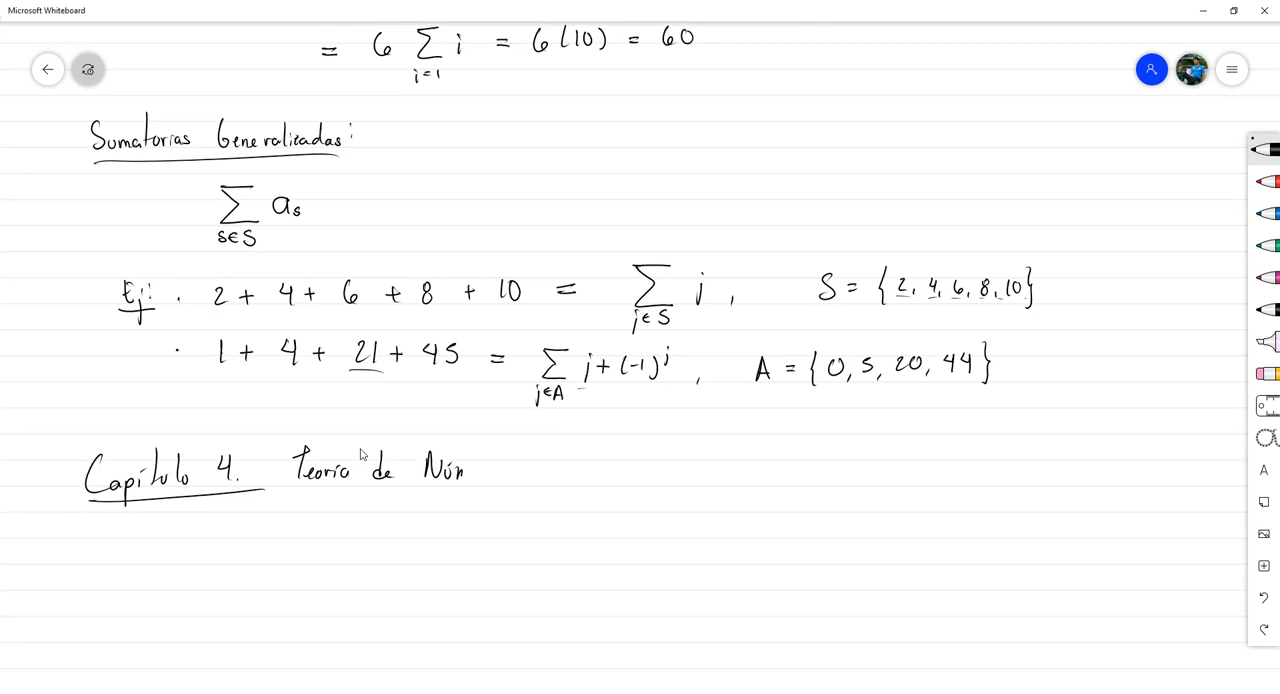 Microsoft Whiteboard
= 6 ∑ i = 6 (10) = 60
i=1
Sumatorias Generalizadas:
∑ aₛ
s∈S
Ej: · 2 + 4 + 6 + 8 + 10 = ∑ j , S = {2, 4, 6, 8, 10}
j∈S
· 1 + 4 + 21 + 45 = ∑ j + (-1)^j , A = {0, 5, 20, 44}
j∈A
Capítulo 4. Teoría de Núm
A